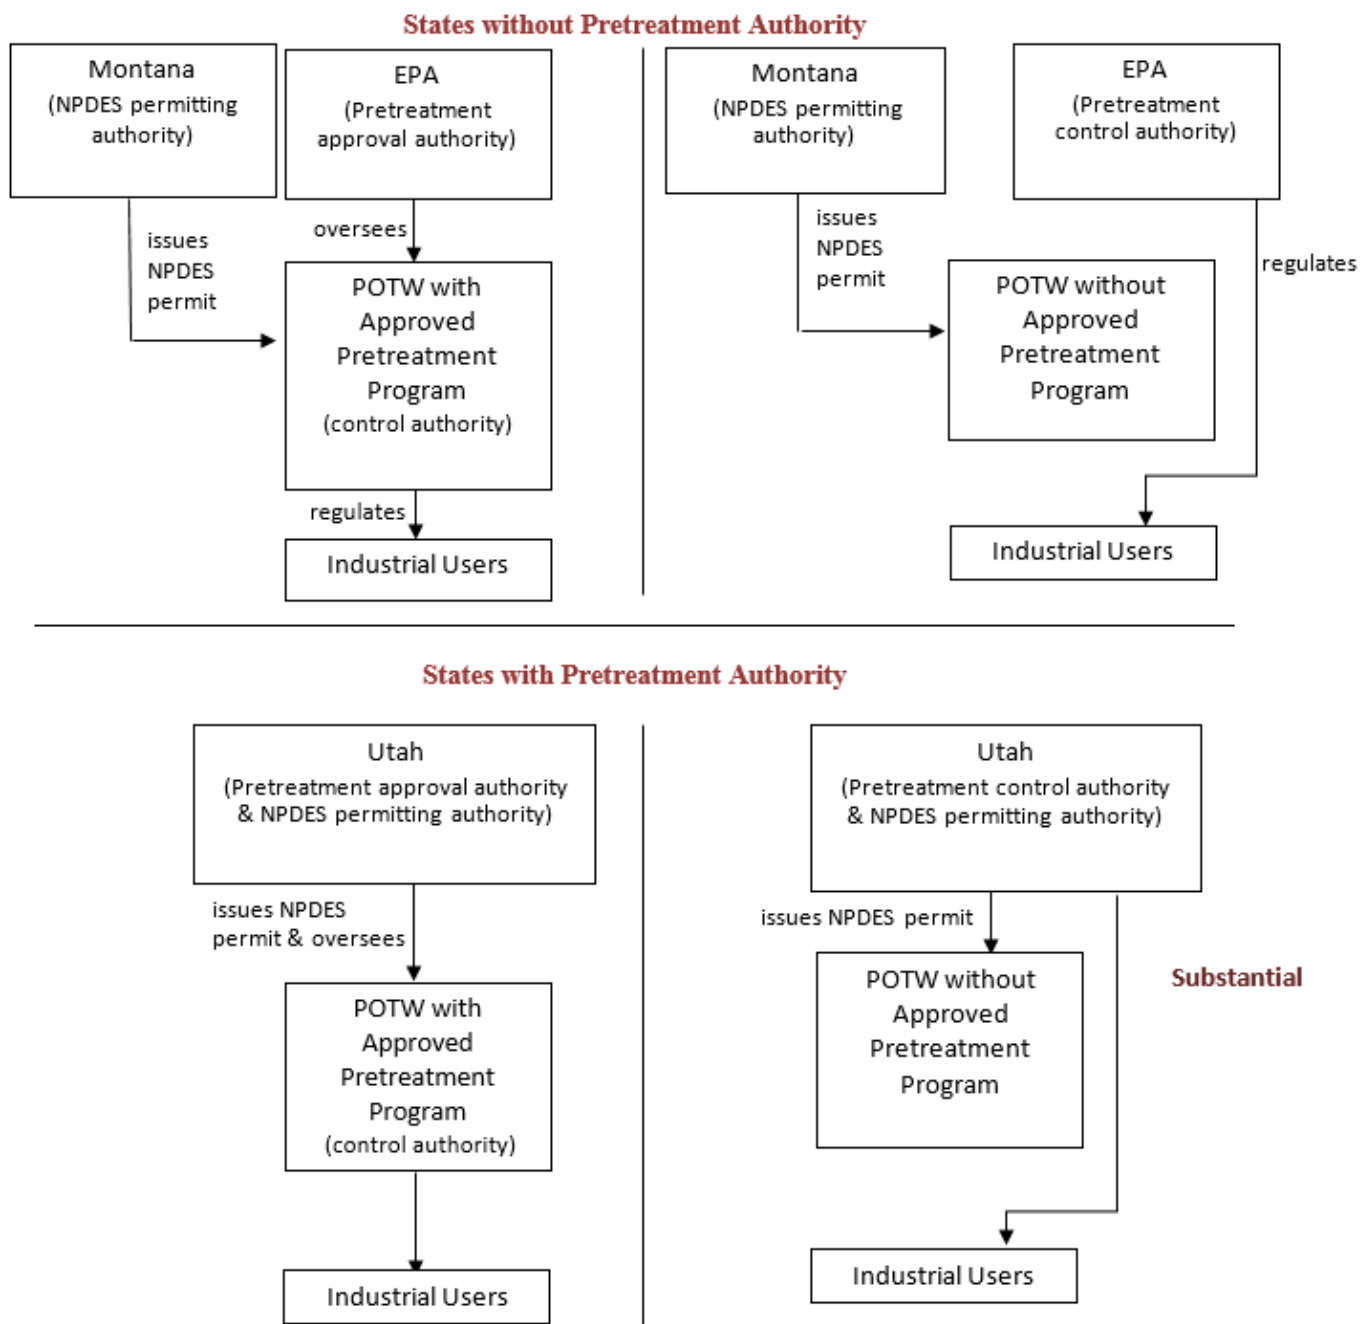 States without Pretreatment Authority
Montana
(NPDES permitting
authority)
EPA
(Pretreatment
approval authority)
issues
NPDES
permit
oversees
POTW with
Approved
Pretreatment
Program
(control authority)
regulates
Industrial Users
Montana
(NPDES permitting
authority)
EPA
(Pretreatment
control authority)
issues
NPDES
permit
regulates
POTW without
Approved
Pretreatment
Program
Industrial Users
States with Pretreatment Authority
Utah
(Pretreatment approval authority
& NPDES permitting authority)
issues NPDES
permit & oversees
POTW with
Approved
Pretreatment
Program
(control authority)
Industrial Users
Utah
(Pretreatment control authority
& NPDES permitting authority)
issues NPDES permit
POTW without
Approved
Pretreatment
Program
Substantial
Industrial Users